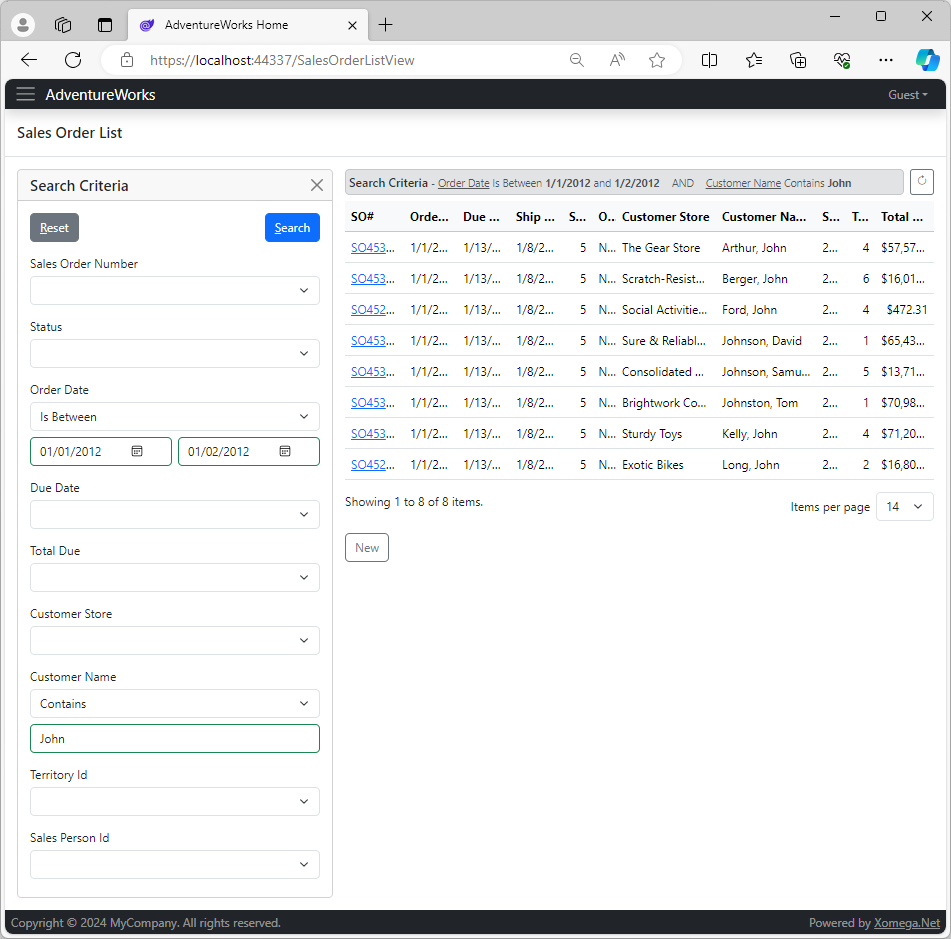 AdventureWorks Home
https://localhost:44337/SalesOrderListView
AdventureWorks
Guest
Sales Order List
Search Criteria
Reset Search
Sales Order Number
Status
Order Date
Is Between
01/01/2012 01/02/2012
Due Date
Total Due
Customer Store
Customer Name
Contains
John
Territory Id
Sales Person Id
Search Criteria - Order Date Is Between 1/1/2012 and 1/2/2012 AND Customer Name Contains John
SO# Orde... Due ... Ship ... S... O.. Customer Store Customer Na... S... T... Total ...
SO453... 1/1/2... 1/13/... 1/8/2... 5 N... The Gear Store Arthur, John 2... 4 $57,57...
SO453... 1/1/2... 1/13/... 1/8/2... 5 N... Scratch-Resist... Berger, John 2... 6 $16,01...
SO452... 1/1/2... 1/13/... 1/8/2... 5 N... Social Activitie... Ford, John 2... 4 $472.31
SO453... 1/1/2... 1/13/... 1/8/2... 5 N... Sure & Reliabl... Johnson, David 2... 1 $65,43...
SO453... 1/1/2... 1/13/... 1/8/2... 5 N... Consolidated ... Johnson, Samu... 2... 5 $13,71...
SO453... 1/1/2... 1/13/... 1/8/2... 5 N... Brightwork Co... Johnston, Tom 2... 1 $70,98...
SO453... 1/1/2... 1/13/... 1/8/2... 5 N... Sturdy Toys Kelly, John 2... 4 $71,20...
SO452... 1/1/2... 1/13/... 1/8/2... 5 N... Exotic Bikes Long, John 2... 2 $16,80...
Showing 1 to 8 of 8 items.
Items per page 14
New
Copyright © 2024 MyCompany. All rights reserved.
Powered by Xomega.Net